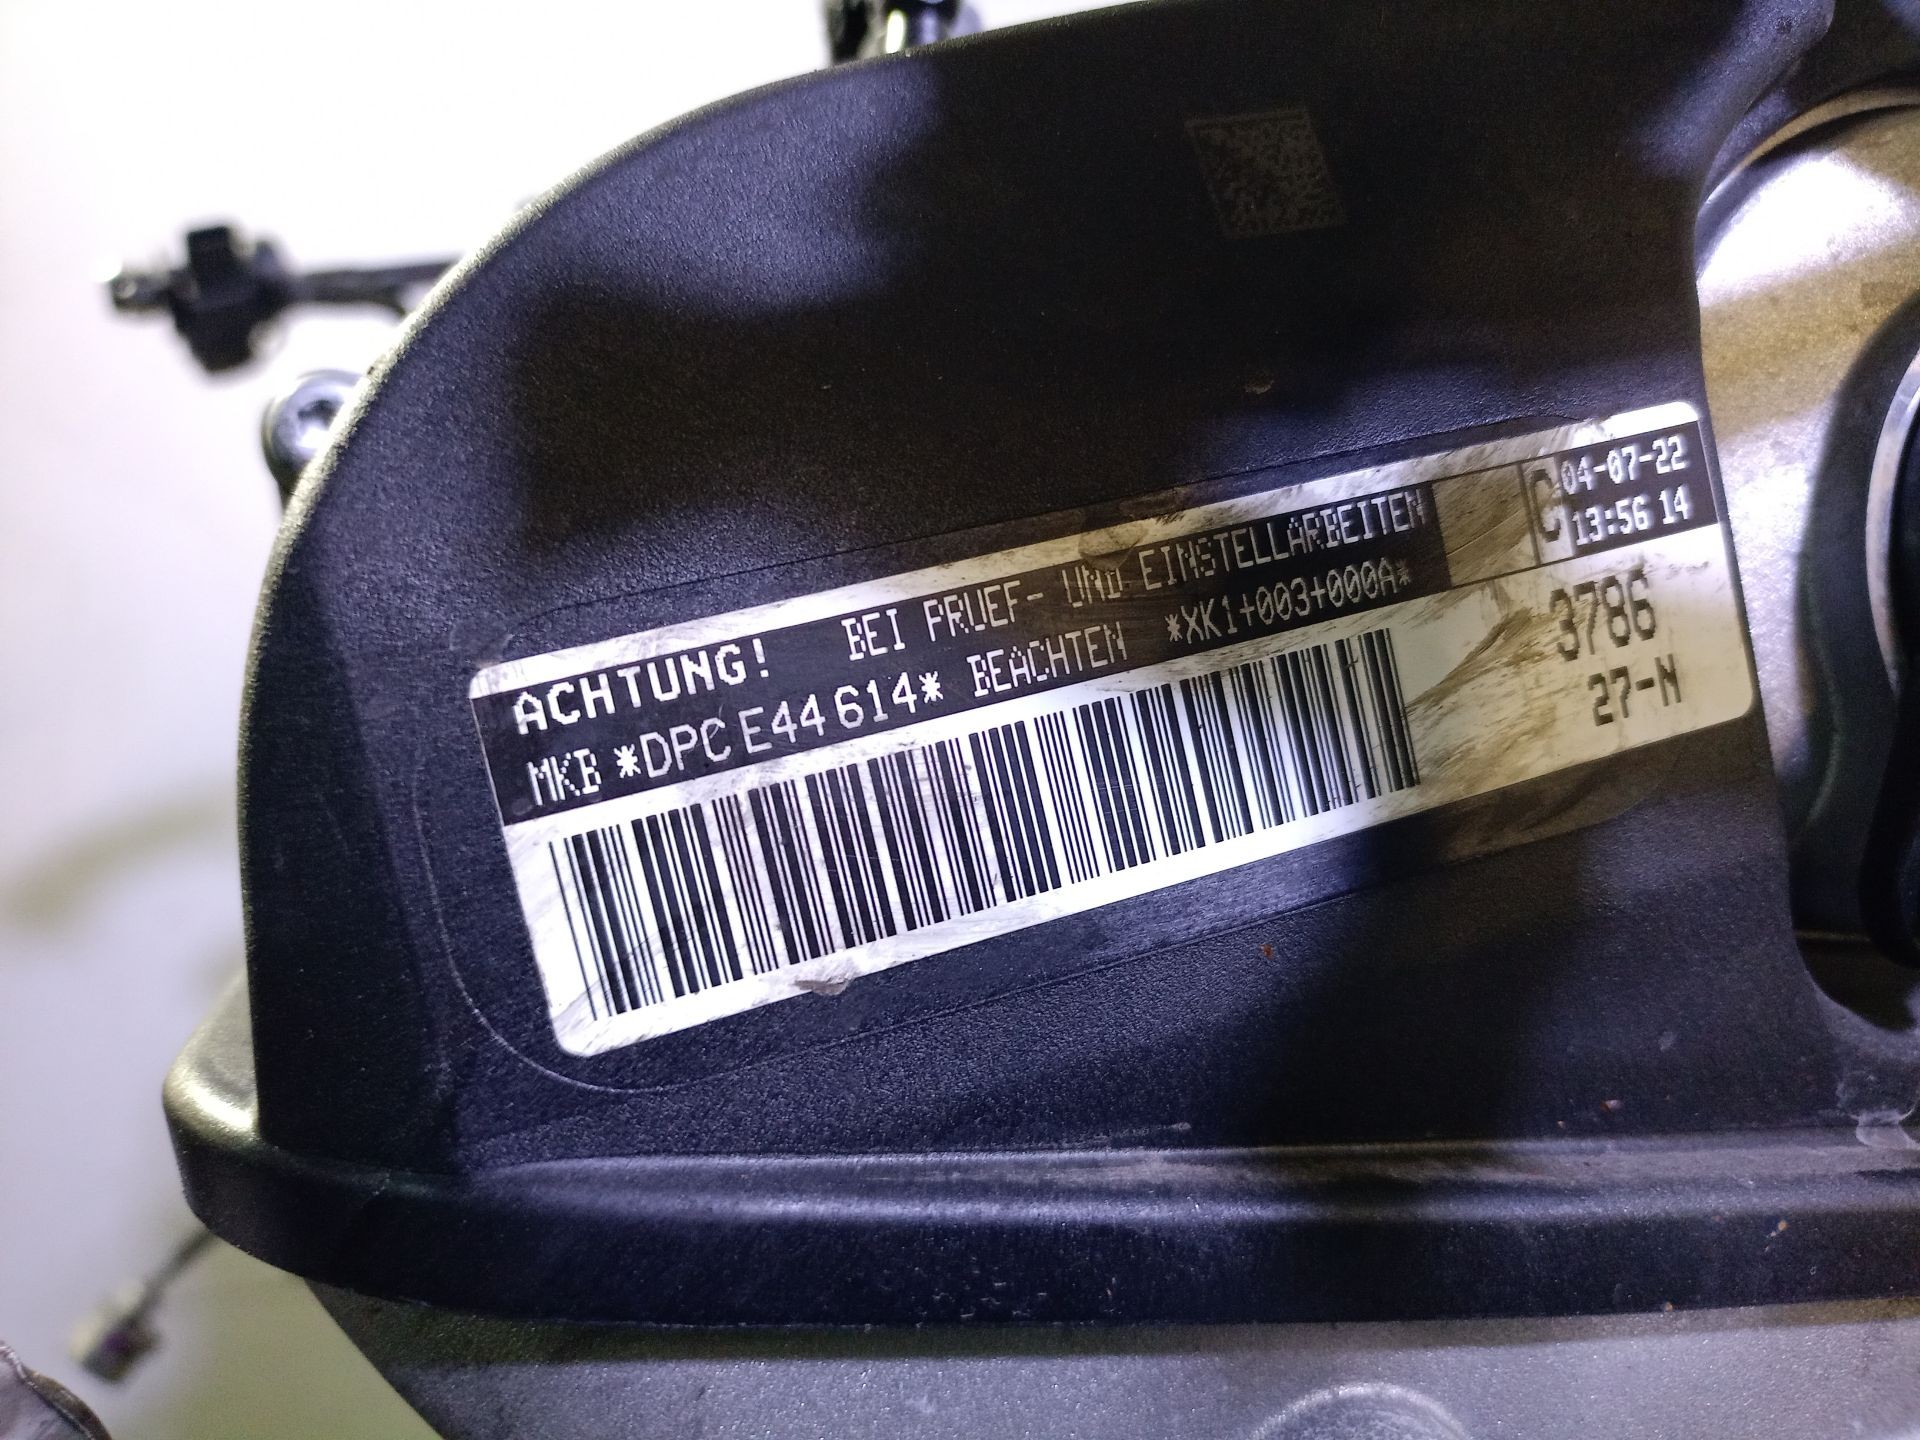 ACHTUNG! BEI PRUEF- UND EINSTELLARBEITEN
MKB *DPC E44 614* BEACHTEN *XK1+003+000A*
C 04-07-22
13:56 14
3786
27-N